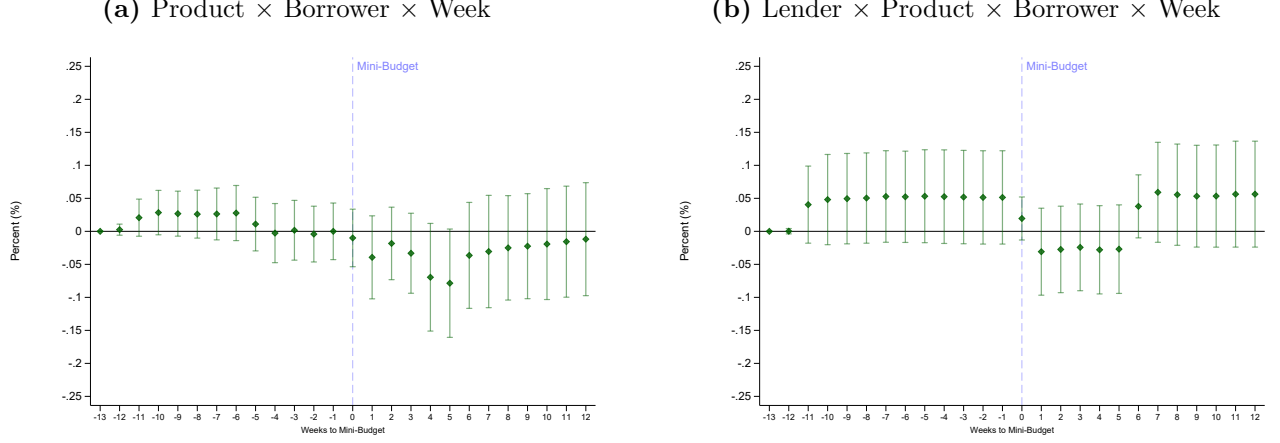 (a) Product × Borrower × Week
Mini-Budget
.25
.2
.15
.1
.05
0
-.05
-.1
-.15
-.2
-.25
Percent (%)
-13 -12 -11 -10 -9 -8 -7 -6 -5 -4 -3 -2 -1 0 1 2 3 4 5 6 7 8 9 10 11 12
Weeks to Mini-Budget
(b) Lender × Product × Borrower × Week
Mini-Budget
.25
.2
.15
.1
.05
0
-.05
-.1
-.15
-.2
-.25
Percent (%)
-13 -12 -11 -10 -9 -8 -7 -6 -5 -4 -3 -2 -1 0 1 2 3 4 5 6 7 8 9 10 11 12
Weeks to Mini-Budget